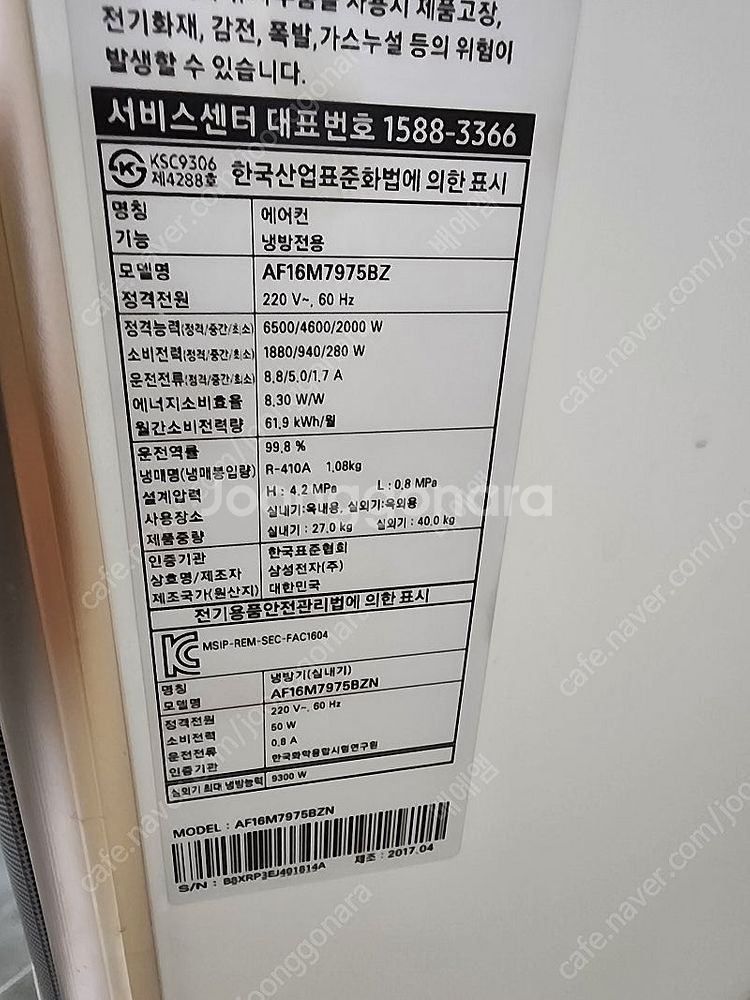 사용시 제품고장,
전기화재, 감전, 폭발,가스누설 등의 위험이
발생할 수 있습니다.
서비스센터 대표번호 1588-3366
KSC9306
제4288호 한국산업표준화법에 의한 표시
명칭 에어컨
기능 냉방전용
모델명 AF16M7975BZ
정격전원 220 V~, 60 Hz
정격능력(정격/중간/최소) 6500/4600/2000 W
소비전력(정격/중간/최소) 1880/940/280 W
운전전류(정격/중간/최소) 8.8/5.0/1.7 A
에너지소비효율 8.30 W/W
월간소비전력량 61.9 kWh/월
운전역률 99.8 %
냉매명(냉매봉입량) R-410A 1.08kg
설계압력 H : 4.2 MPa L : 0.8 MPa
사용장소 실내기:옥내용, 실외기:옥외용
제품중량 실내기: 27.0 kg 실외기: 40.0 kg
인증기관 한국표준협회
상호명/제조자 삼성전자(주)
제조국가(원산지) 대한민국
전기용품안전관리법에 의한 표시
MSIP-REM-SEC-FAC1604
명칭 냉방기(실내기)
모델명 AF16M7975BZN
정격전원 220 V~, 60 Hz
소비전력 50 W
운전전류 0.8 A
인증기관 한국화학융합시험연구원
실외기 최대 냉방능력 9300 W
MODEL : AF16M7975BZN
S/N : B8XRP3EJ401614A 제조 : 2017.04
Joonggonara
cafe.naver.com/joonggonara
베에엠